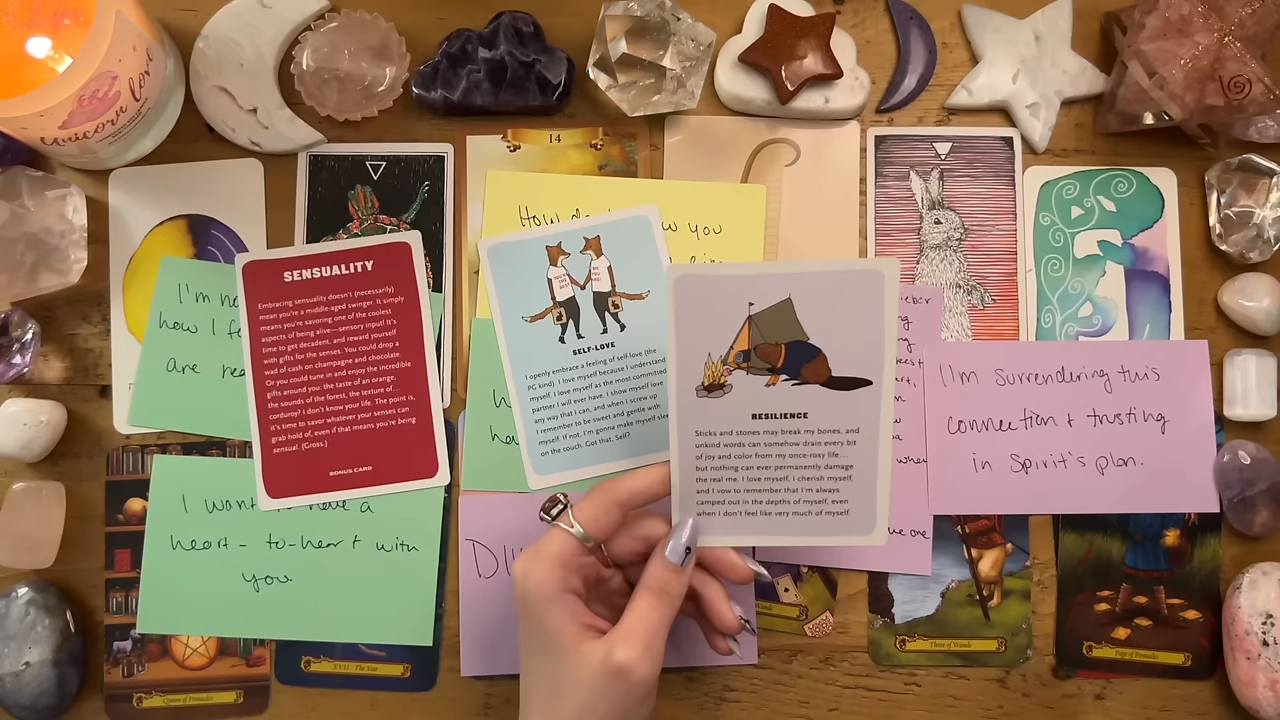 unicorn love
14
How do
ow you
I'm
how I fe
are rea
SENSUALITY
Embracing sensuality doesn't (necessarily)
mean you're a middle-aged swinger. It simply
means you're savoring one of the coolest
aspects of being alive—sensory input! It's
time to get decadent, and reward yourself
with gifts for the senses. You could drop a
wad of cash on champagne and chocolate.
Or you could tune in and enjoy the incredible
gifts around you: the taste of an orange,
the sounds of the forest, the texture of...
corduroy? I don't know your life. The point is,
it's time to savor whatever your senses can
grab hold of, even if that means you're being
sensual. (Gross.)
BONUS CARD
SELF-LOVE
I openly embrace a feeling of self-love (the
PG kind). I love myself because I understand
myself. I love myself as the most committed
partner I will ever have. I show myself love
any way that I can, and when I screw up
I remember to be sweet and gentle with
myself. If not, I'm gonna make myself slee
on the couch. Got that, Self?
RESILIENCE
Sticks and stones may break my bones, and
unkind words can somehow drain every bit
of joy and color from my once-rosy life...
but nothing can ever permanently damage
the real me. I love myself, I cherish myself,
and I vow to remember that I'm always
camped out in the depths of myself, even
when I don't feel like very much of myself.
I'm surrendering this
connection + trusting
in Spirit's plan.
I want to have a
heart-to-heart with
you.
Queen of Pentacles
XVII - The Star
Wands
Three of Wands
Page of Pentacles